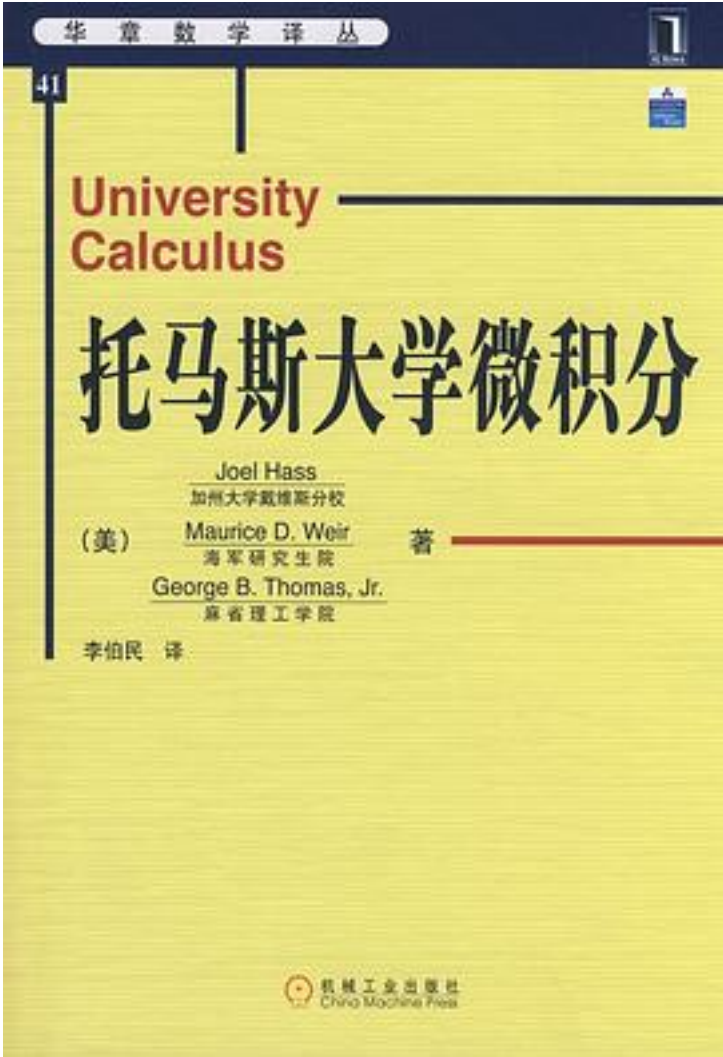 华章数学译丛
41
University
Calculus
托马斯大学微积分
Joel Hass
加州大学戴维斯分校
(美)
Maurice D. Weir
海军研究生院
著
George B. Thomas, Jr.
麻省理工学院
李伯民 译
机械工业出版社
China Machine Press